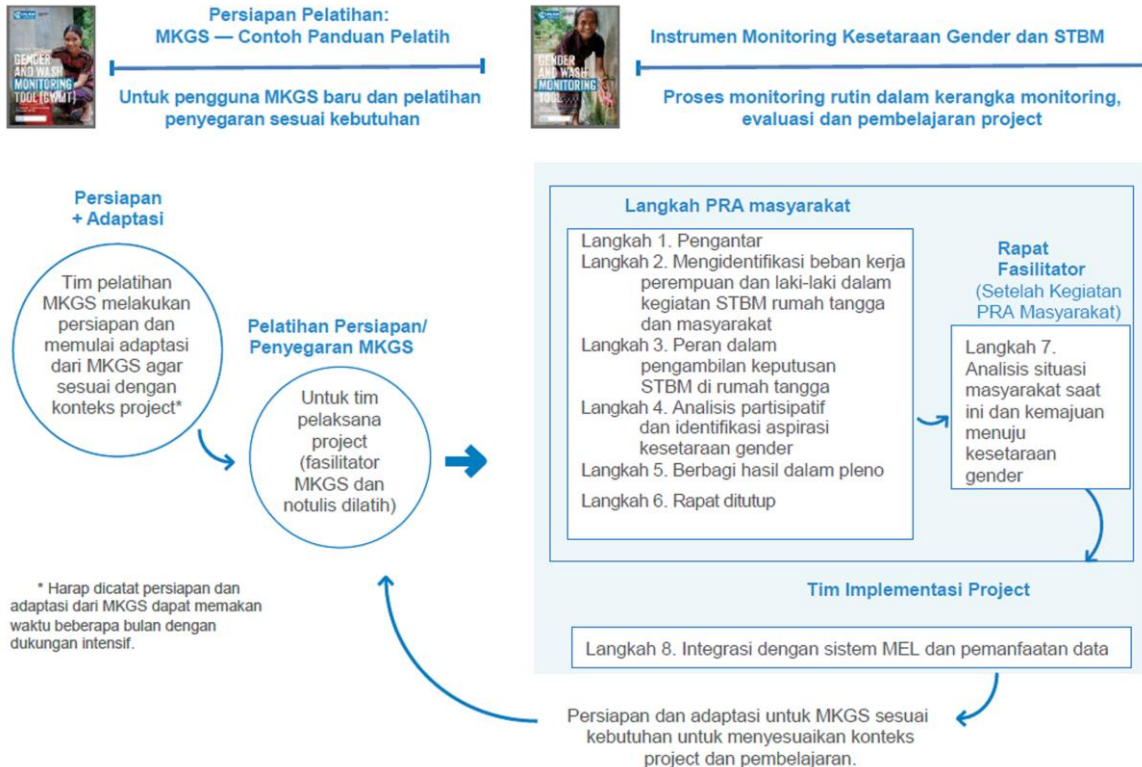 GENDER
AND WASH
MONITORING
TOOL (GWMT)
Persiapan Pelatihan:
MKGS — Contoh Panduan Pelatih
Untuk pengguna MKGS baru dan pelatihan
penyegaran sesuai kebutuhan
GENDER
AND WASH
MONITORING
TOOL
Instrumen Monitoring Kesetaraan Gender dan STBM
Proses monitoring rutin dalam kerangka monitoring,
evaluasi dan pembelajaran project
Persiapan
+ Adaptasi
Tim pelatihan
MKGS melakukan
persiapan dan
memulai adaptasi
dari MKGS agar
sesuai dengan
konteks project*
Pelatihan Persiapan/
Penyegaran MKGS
Untuk tim
pelaksana
project
(fasilitator
MKGS dan
notulis dilatih)
* Harap dicatat persiapan dan
adaptasi dari MKGS dapat memakan
waktu beberapa bulan dengan
dukungan intensif.
Langkah PRA masyarakat
Langkah 1. Pengantar
Langkah 2. Mengidentifikasi beban kerja
perempuan dan laki-laki dalam
kegiatan STBM rumah tangga
dan masyarakat
Langkah 3. Peran dalam
pengambilan keputusan
STBM di rumah tangga
Langkah 4. Analisis partisipatif
dan identifikasi aspirasi
kesetaraan gender
Langkah 5. Berbagi hasil dalam pleno
Langkah 6. Rapat ditutup
Rapat
Fasilitator
(Setelah Kegiatan
PRA Masyarakat)
Langkah 7.
Analisis situasi
masyarakat saat
ini dan kemajuan
menuju
kesetaraan
gender
Tim Implementasi Project
Langkah 8. Integrasi dengan sistem MEL dan pemanfaatan data
Persiapan dan adaptasi untuk MKGS sesuai
kebutuhan untuk menyesuaikan konteks
project dan pembelajaran.